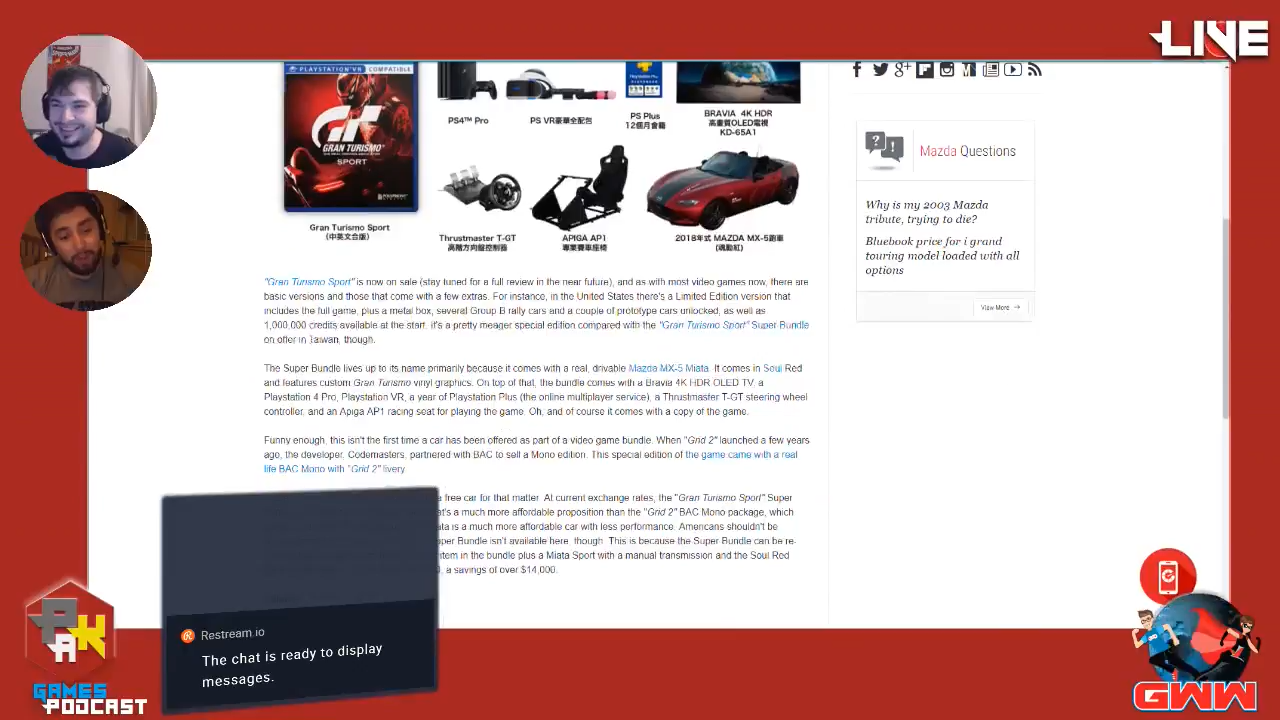 LIVE
PLAYSTATION VR COMPATIBLE
GRAN TURISMO
SPORT
Gran Turismo Sport
(中英文合版)
PS4™ Pro
PS VR豪華全配包
PS Plus
12個月會籍
BRAVIA 4K HDR
高畫質OLED電視
KD-65A1
Thrustmaster T-GT
高階方向盤控制器
APIGA AP1
專業賽車座椅
2018年式 MAZDA MX-5跑車
(魂動紅)
Mazda Questions
Why is my 2003 Mazda
tribute, trying to die?
Bluebook price for i grand
touring model loaded with all
options
View More →
"Gran Turismo Sport" is now on sale (stay tuned for a full review in the near future), and as with most video games now, there are
basic versions and those that come with a few extras. For instance, in the United States there's a Limited Edition version that
includes the full game, plus a metal box, several Group B rally cars and a couple of prototype cars unlocked, as well as
1,000,000 credits available at the start. It's a pretty meager special edition compared with the "Gran Turismo Sport" Super Bundle
on offer in Taiwan, though.
The Super Bundle lives up to its name primarily because it comes with a real, drivable Mazda MX-5 Miata. It comes in Soul Red
and features custom Gran Turismo vinyl graphics. On top of that, the bundle comes with a Bravia 4K HDR OLED TV, a
Playstation 4 Pro, Playstation VR, a year of Playstation Plus (the online multiplayer service), a Thrustmaster T-GT steering wheel
controller, and an Apiga AP1 racing seat for playing the game. Oh, and of course it comes with a copy of the game.
Funny enough, this isn't the first time a car has been offered as part of a video game bundle. When "Grid 2" launched a few years
ago, the developer, Codemasters, partnered with BAC to sell a Mono edition. This special edition of the game came with a real
life BAC Mono with "Grid 2" livery.
a free car for that matter. At current exchange rates, the "Gran Turismo Sport" Super
at's a much more affordable proposition than the "Grid 2" BAC Mono package, which
ata is a much more affordable car with less performance. Americans shouldn't be
per Bundle isn't available here, though. This is because the Super Bundle can be re-
item in the bundle plus a Miata Sport with a manual transmission and the Soul Red
, a savings of over $14,000.
Restream.io
The chat is ready to display
messages.
PAK
GAMES
PODCAST
GWW